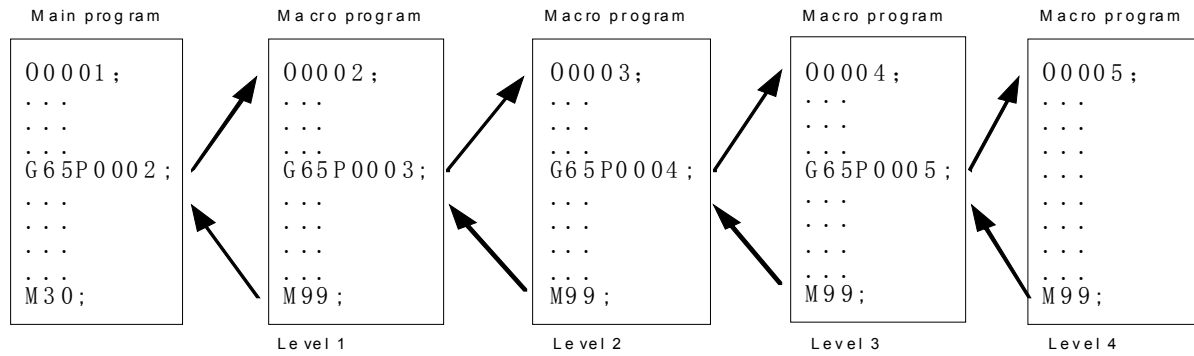 Main program
Macro program
Macro program
Macro program
Macro program
O0001;
...
...
G65P0002;
...
...
...
...
M30;
O0002;
...
...
G65P0003;
...
...
...
...
M99;
O0003;
...
...
G65P0004;
...
...
...
...
M99;
O0004;
...
...
G65P0005;
...
...
...
...
M99;
O0005;
...
...
...
...
...
...
...
M99;
Level 1
Level 2
Level 3
Level 4